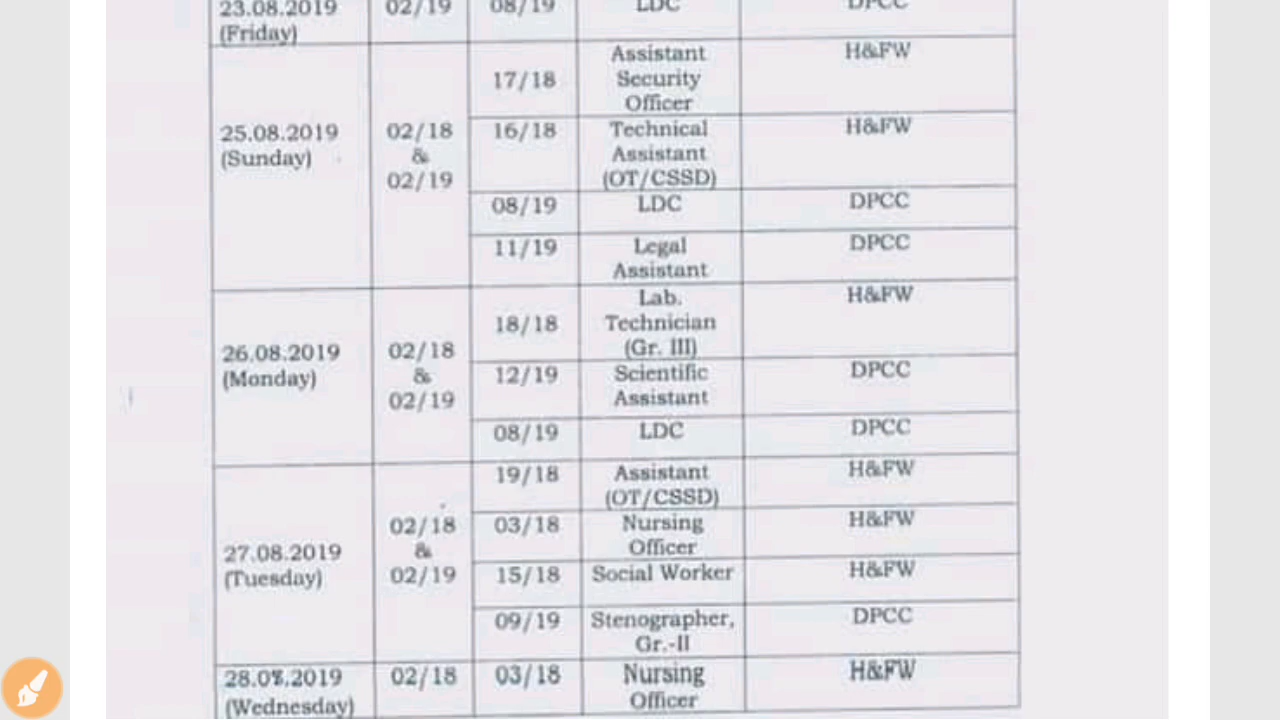 23.08.2019 02/19 08/19 LDC DPCC
(Friday)
25.08.2019
(Sunday)
02/18
&
02/19
17/18
Assistant
Security
Officer
H&FW
16/18
Technical
Assistant
(OT/CSSD)
H&FW
08/19 LDC DPCC
11/19
Legal
Assistant
DPCC
26.08.2019
(Monday)
02/18
&
02/19
18/18
Lab.
Technician
(Gr. III)
H&FW
12/19
Scientific
Assistant
DPCC
08/19 LDC DPCC
27.08.2019
(Tuesday)
02/18
&
02/19
19/18
Assistant
(OT/CSSD)
H&FW
03/18
Nursing
Officer
H&FW
15/18 Social Worker H&FW
09/19
Stenographer,
Gr.-II
DPCC
28.08.2019
(Wednesday)
02/18
03/18
Nursing
Officer
H&FW